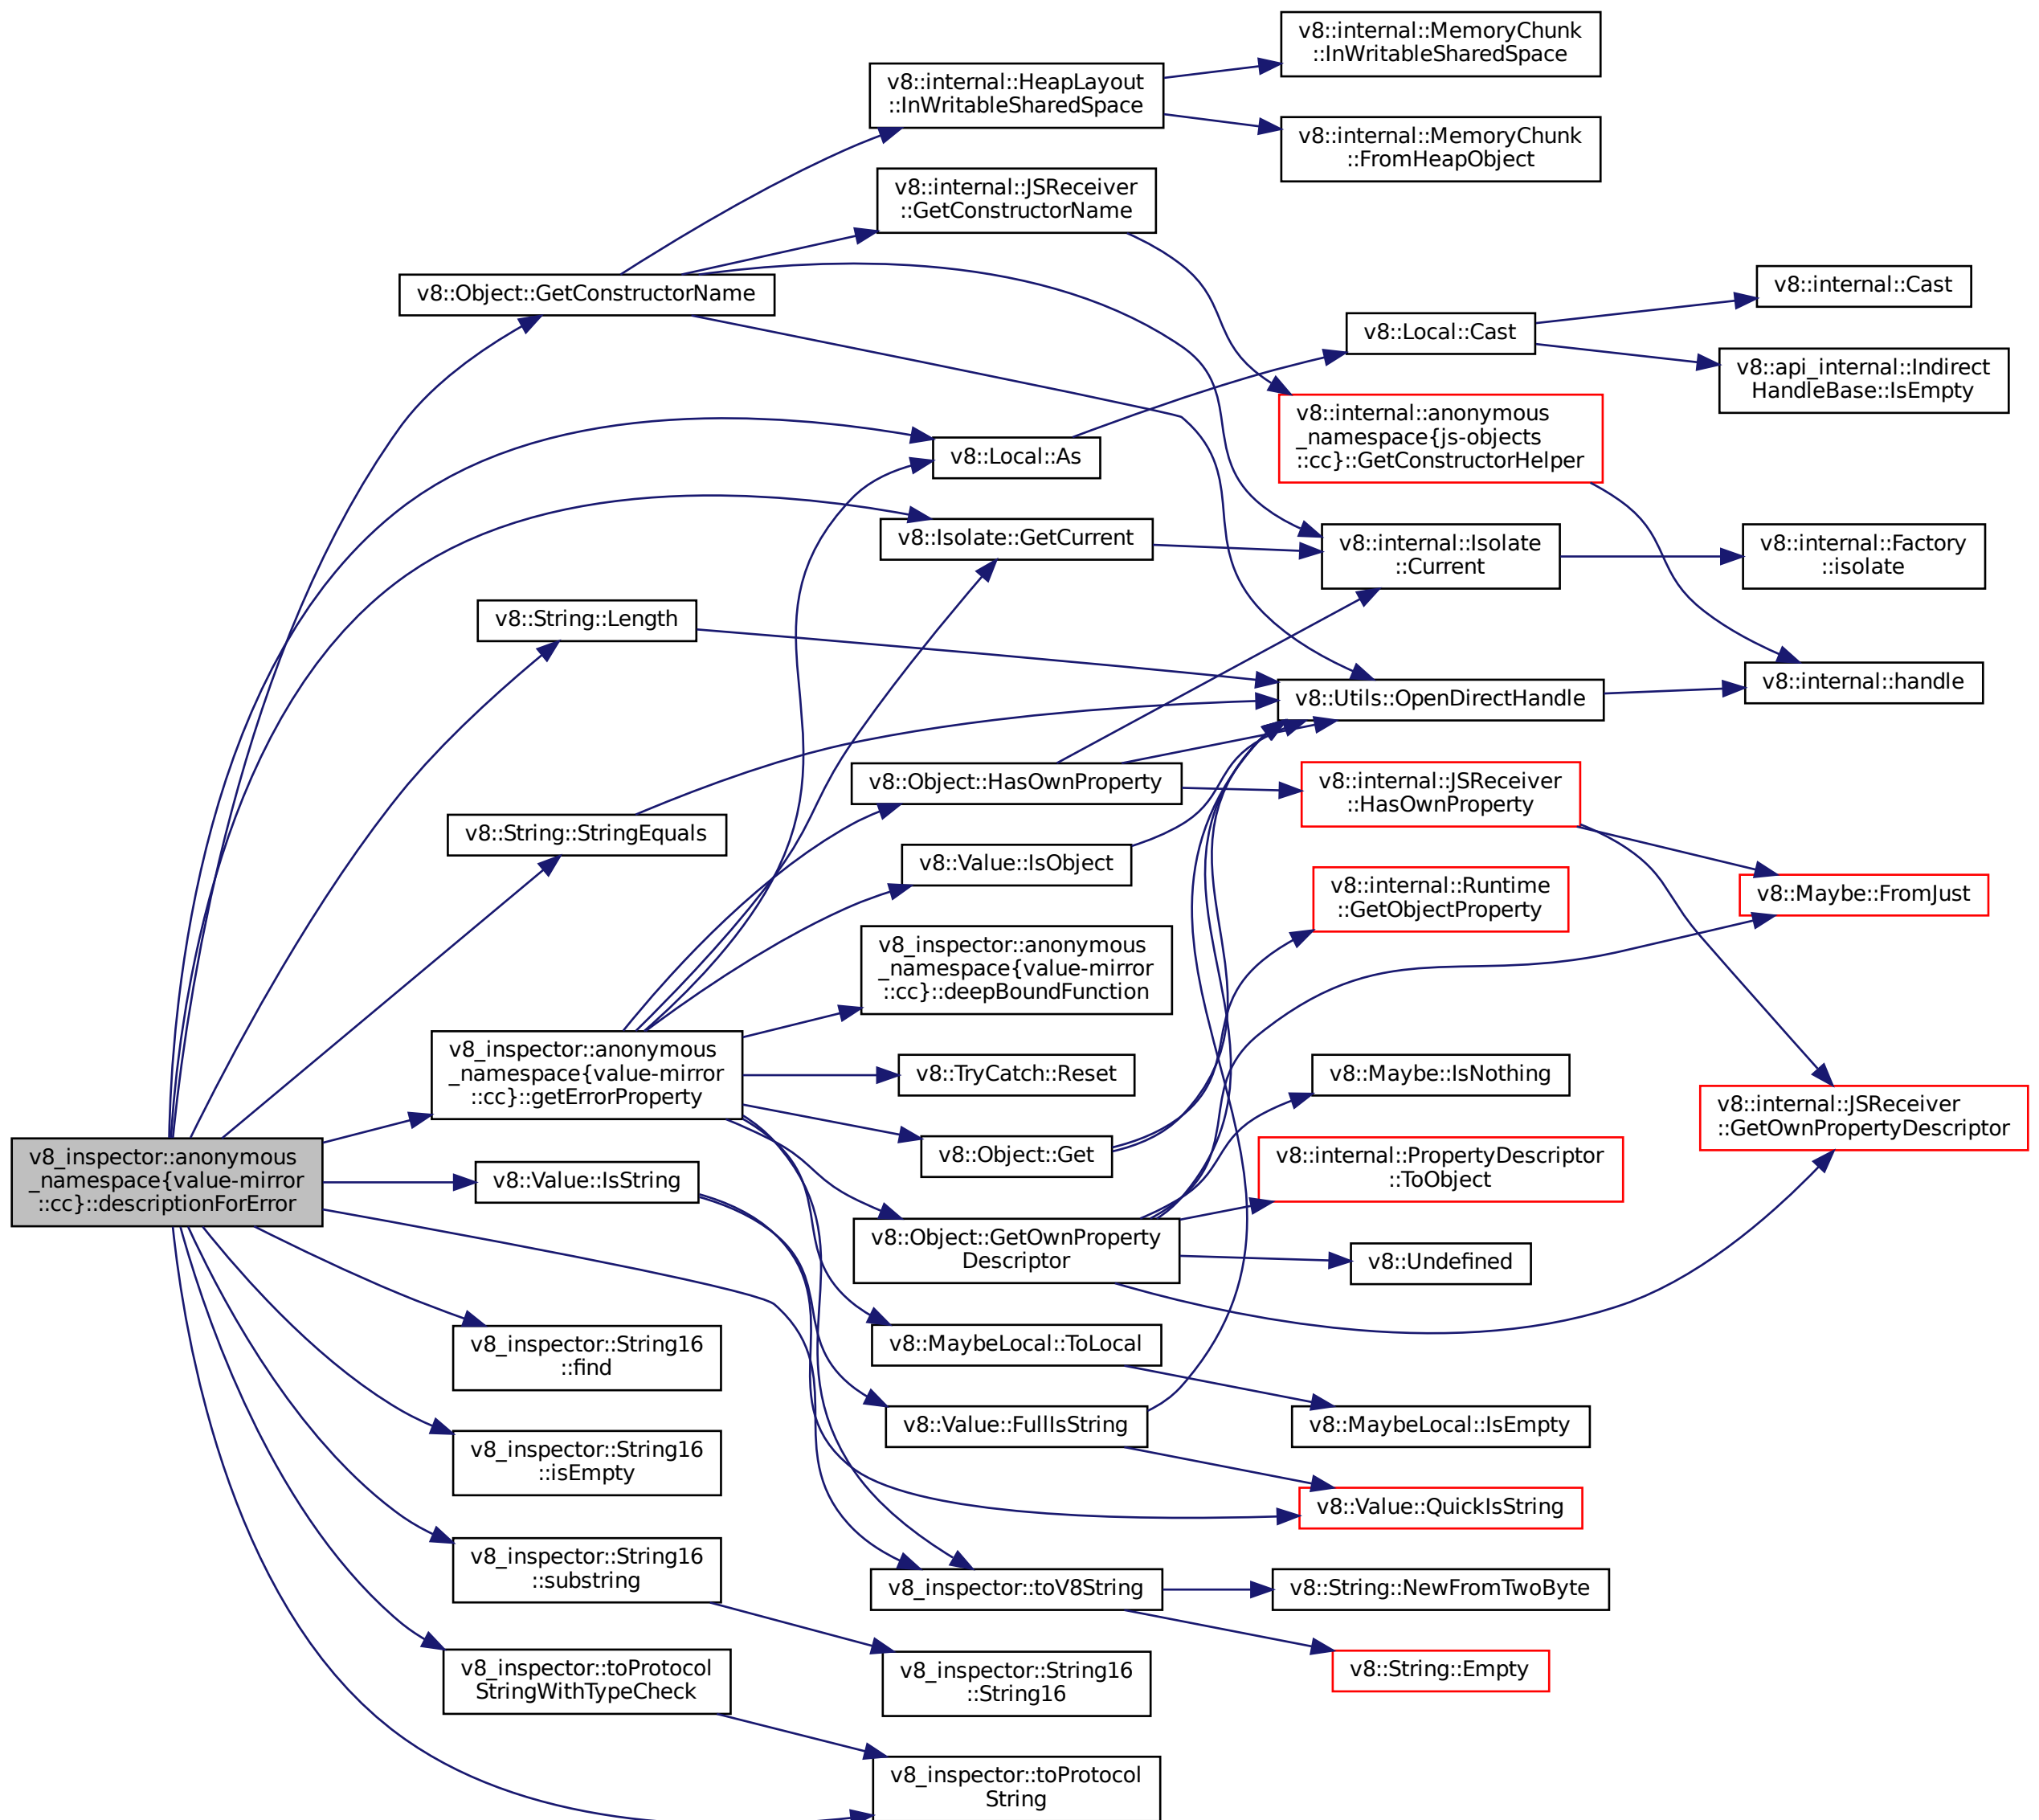 v8::internal::MemoryChunk
::InWritableSharedSpace
v8::internal::HeapLayout
::InWritableSharedSpace
v8::internal::MemoryChunk
::FromHeapObject
v8::internal::JSReceiver
::GetConstructorName
v8::Object::GetConstructorName
v8::internal::Cast
v8::Local::Cast
v8::api_internal::Indirect
HandleBase::IsEmpty
v8::internal::anonymous
_namespace{js-objects
::cc}::GetConstructorHelper
v8::Local::As
v8::Isolate::GetCurrent
v8::internal::Isolate
::Current
v8::internal::Factory
::isolate
v8::String::Length
v8::internal::handle
v8::Utils::OpenDirectHandle
v8::Object::HasOwnProperty
v8::internal::JSReceiver
::HasOwnProperty
v8::String::StringEquals
v8::Value::IsObject
v8::internal::Runtime
::GetObjectProperty
v8::Maybe::FromJust
v8_inspector::anonymous
_namespace{value-mirror
::cc}::deepBoundFunction
v8_inspector::anonymous
_namespace{value-mirror
::cc}::getErrorProperty
v8::TryCatch::Reset
v8::Maybe::IsNothing
v8::internal::JSReceiver
::GetOwnPropertyDescriptor
v8::Object::Get
v8::internal::PropertyDescriptor
::ToObject
v8_inspector::anonymous
_namespace{value-mirror
::cc}::descriptionForError
v8::Value::IsString
v8::Object::GetOwnProperty
Descriptor
v8::Undefined
v8_inspector::String16
::find
v8::MaybeLocal::ToLocal
v8::Value::FullIsString
v8::MaybeLocal::IsEmpty
v8_inspector::String16
::isEmpty
v8::Value::QuickIsString
v8_inspector::String16
::substring
v8_inspector::toV8String
v8::String::NewFromTwoByte
v8::String::Empty
v8_inspector::toProtocol
StringWithTypeCheck
v8_inspector::String16
::String16
v8_inspector::toProtocol
String